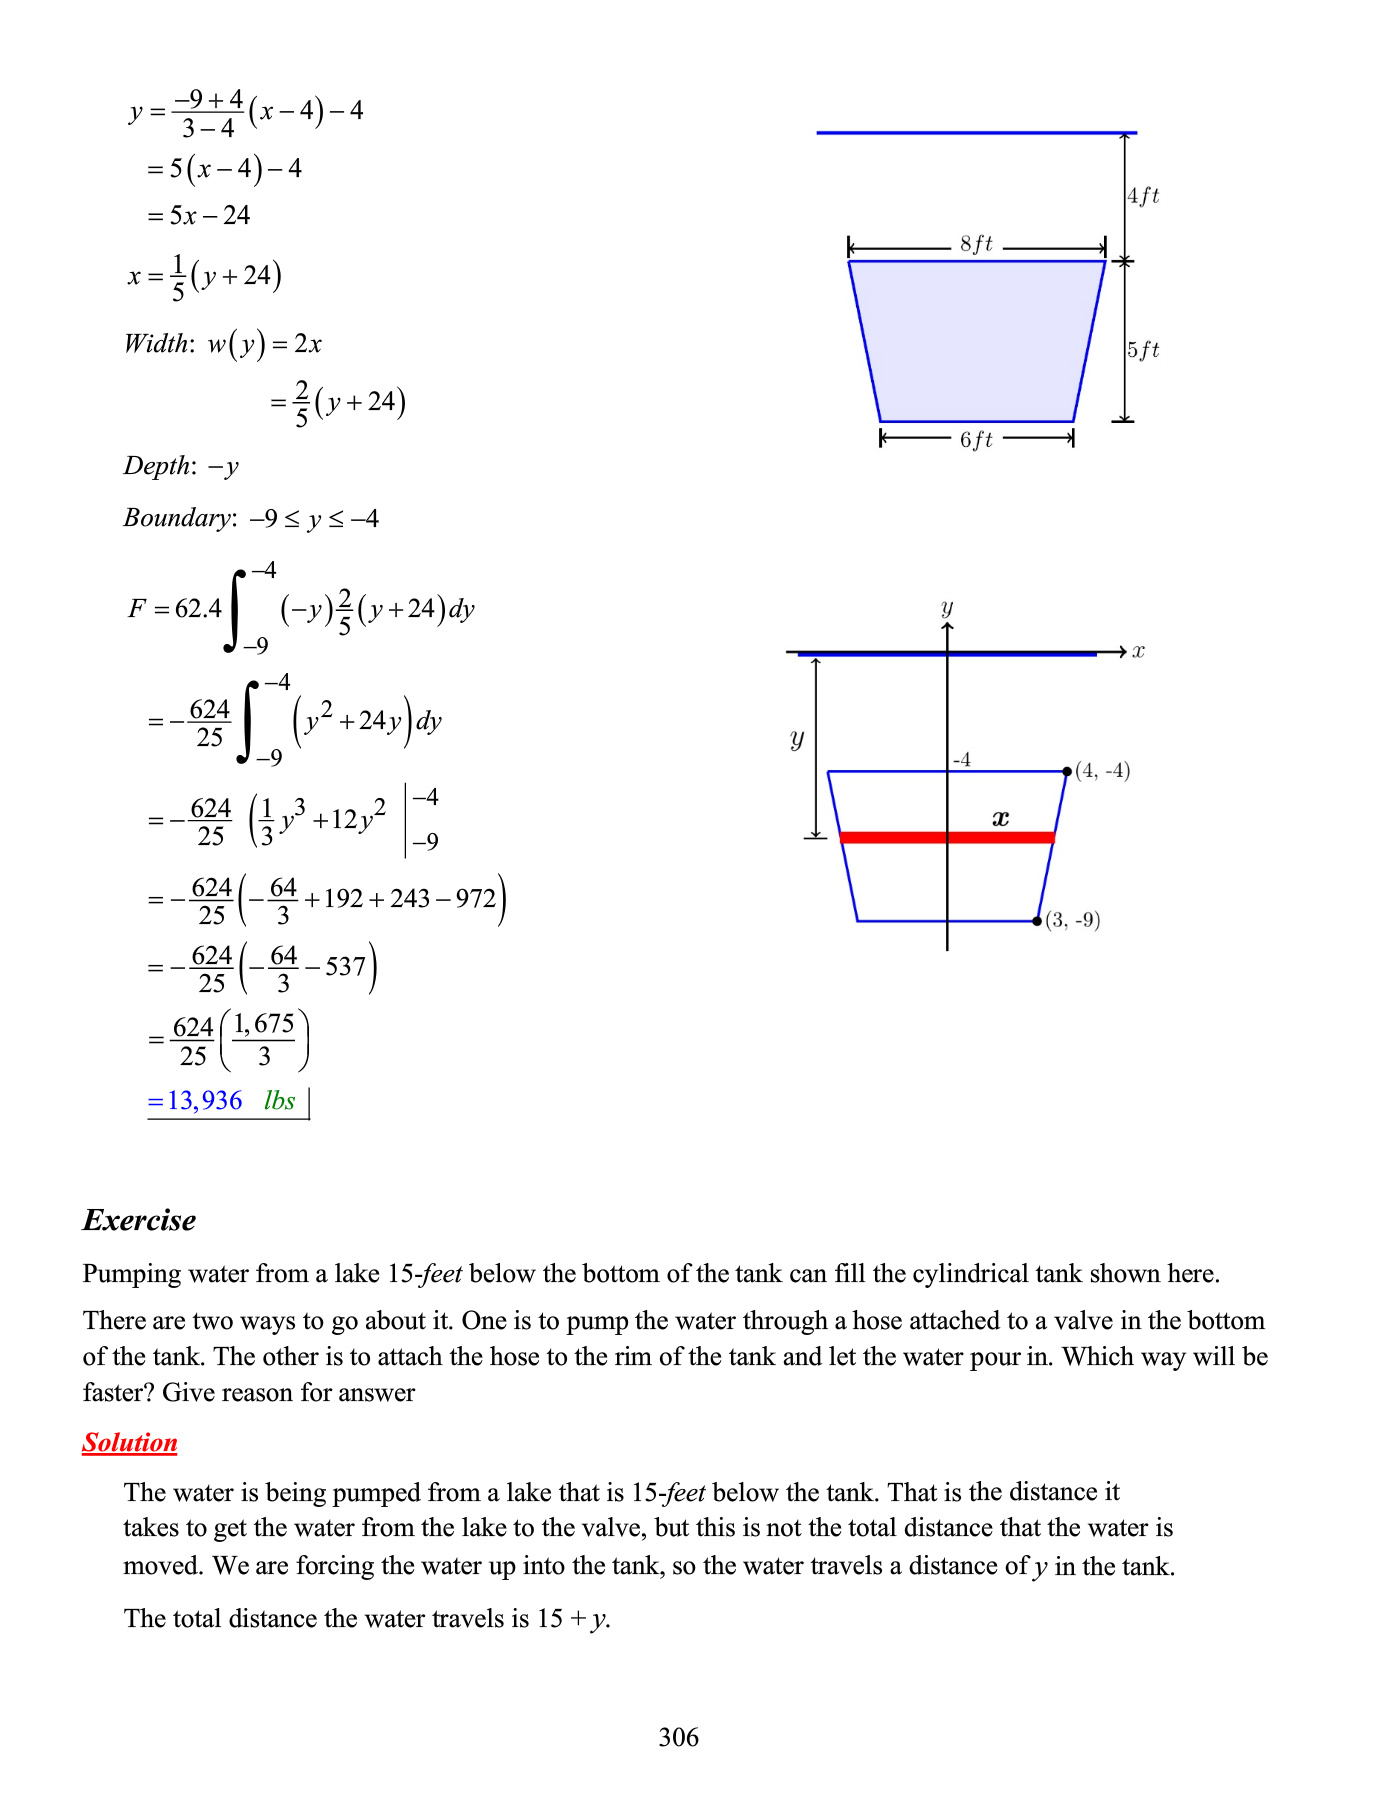 y = \frac{-9+4}{3-4}(x-4)-4
= 5(x-4)-4
= 5x-24
x = \frac{1}{5}(y+24)
Width: w(y) = 2x
= \frac{2}{5}(y+24)
Depth: -y
Boundary: -9 ≤ y ≤ -4
F = 62.4 \int_{-9}^{-4} (-y)\frac{2}{5}(y+24)dy
= -\frac{624}{25} \int_{-9}^{-4} (y^2+24y)dy
= -\frac{624}{25} (\frac{1}{3}y^3+12y^2 |_{-9}^{-4}
= -\frac{624}{25}(-\frac{64}{3}+192+243-972)
= -\frac{624}{25}(-\frac{64}{3}-537)
= \frac{624}{25}(\frac{1,675}{3})
= 13,936 lbs
4ft
8ft
5ft
6ft
y
x
y
-4
(4, -4)
x
(3, -9)
Exercise
Pumping water from a lake 15-feet below the bottom of the tank can fill the cylindrical tank shown here.
There are two ways to go about it. One is to pump the water through a hose attached to a valve in the bottom
of the tank. The other is to attach the hose to the rim of the tank and let the water pour in. Which way will be
faster? Give reason for answer
Solution
The water is being pumped from a lake that is 15-feet below the tank. That is the distance it
takes to get the water from the lake to the valve, but this is not the total distance that the water is
moved. We are forcing the water up into the tank, so the water travels a distance of y in the tank.
The total distance the water travels is 15 + y.
306